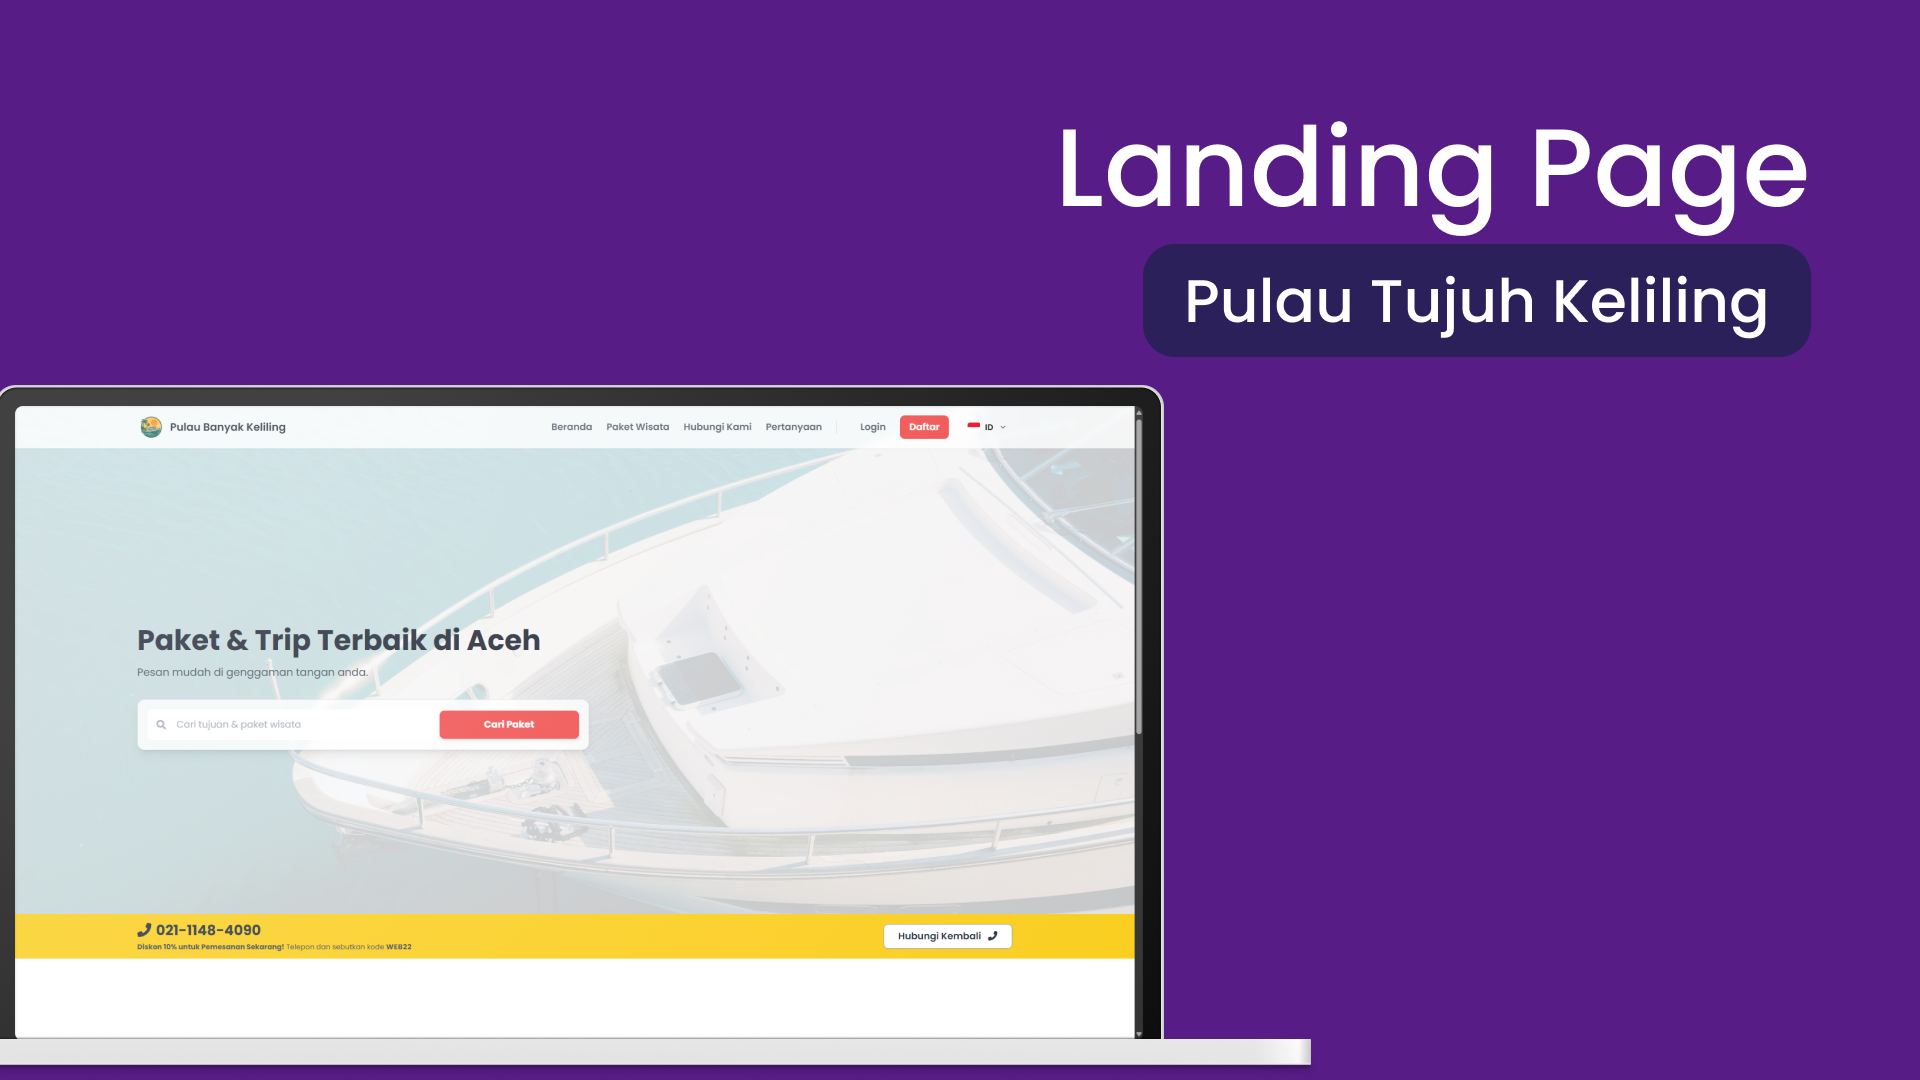 Landing Page
Pulau Tujuh Keliling
Pulau Banyak Keliling
Beranda Paket Wisata Hubungi Kami Pertanyaan Login Daftar ID
Paket & Trip Terbaik di Aceh
Pesan mudah di genggaman tangan anda.
Cari tujuan & paket wisata Cari Paket
021-1148-4090
Diskon 10% untuk Pemesanan Sekarang! Telepon dan sebutkan kode WEB22
Hubungi Kembali